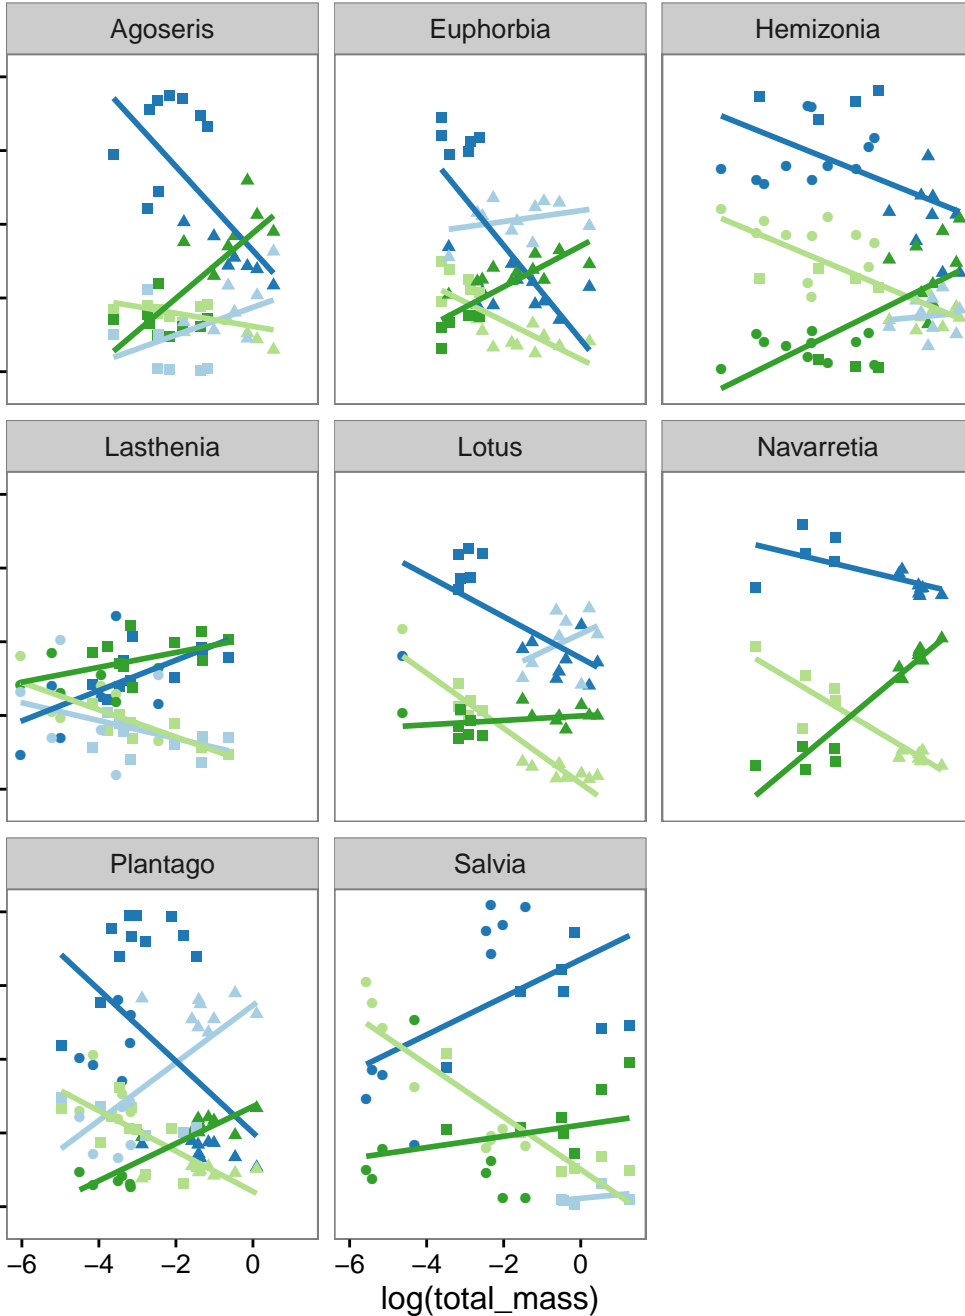 Agoseris
Euphorbia
Hemizonia
Lasthenia
Lotus
Navarretia
Plantago
Salvia
−6 −4 −2 0 −6 −4 −2 0
log(total_mass)